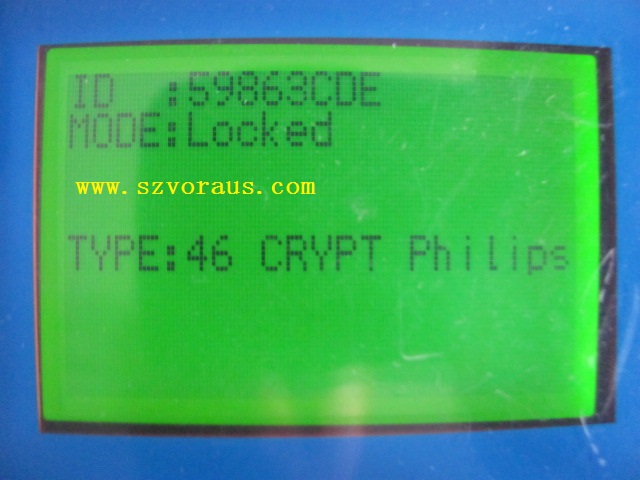 ID  :59863CDE
MODE:Locked
www.szvoraus.com
TYPE:46 CRYPT Philips